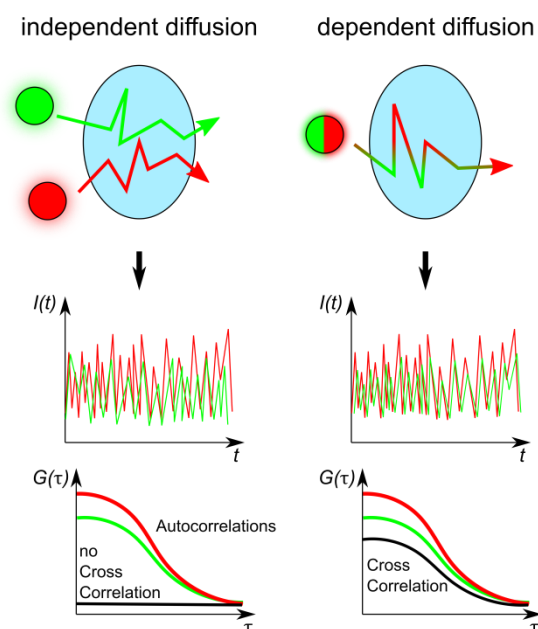 independent diffusion
dependent diffusion
I(t)
t
I(t)
t
G(τ)
Autocorrelations
no
Cross
Correlation
τ
G(τ)
Cross
Correlation
τ